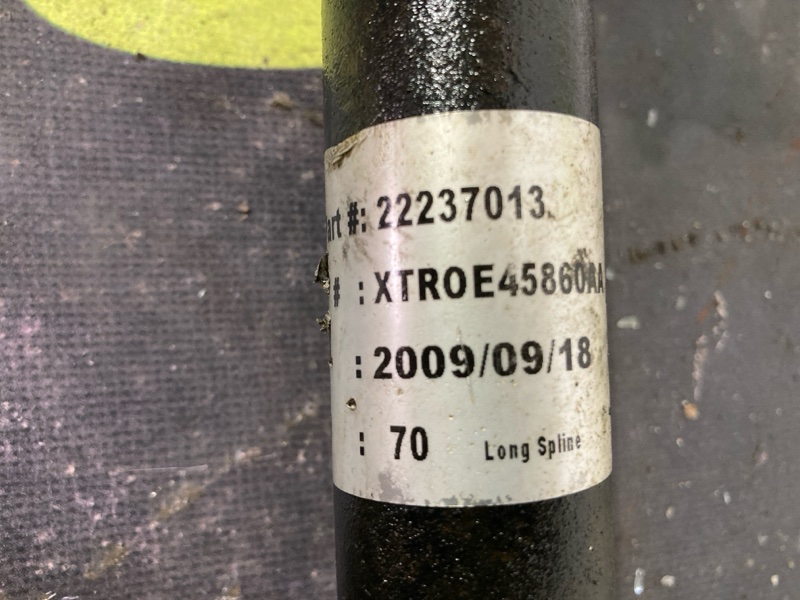 art #: 22237013
# : XTROE45860AA
: 2009/09/18
: 70 Long Spline